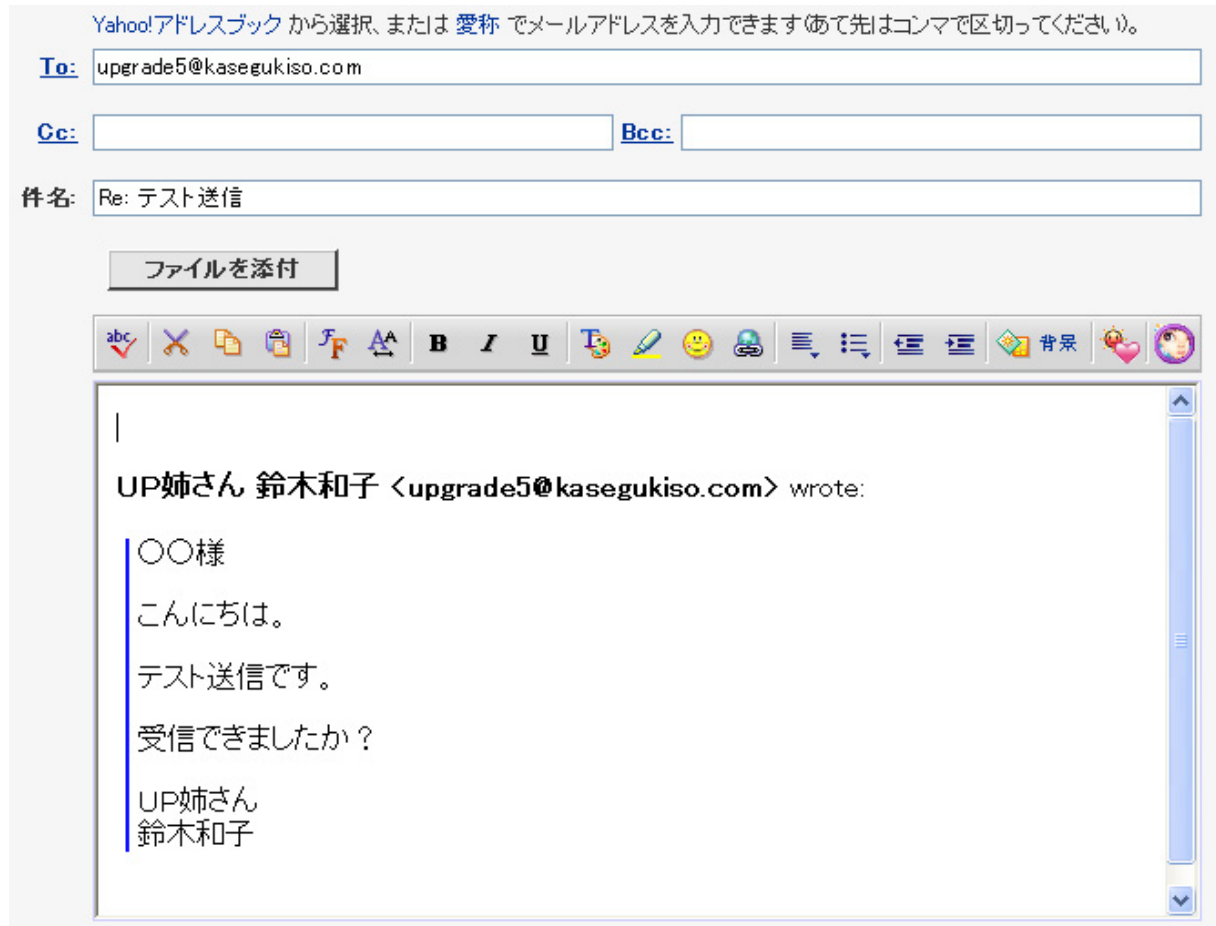 Yahoo!アドレスブック から選択、または 愛称 でメールアドレスを入力できます(あて先はコンマで区切ってください)。
To: upgrade5@kasegukiso.com
Cc: Bcc:
件名: Re: テスト送信
ファイルを添付
abc F F A A B I U T 背景
UP姉さん 鈴木和子 <upgrade5@kasegukiso.com> wrote:
〇〇様
こんにちは。
テスト送信です。
受信できましたか？
UP姉さん
鈴木和子